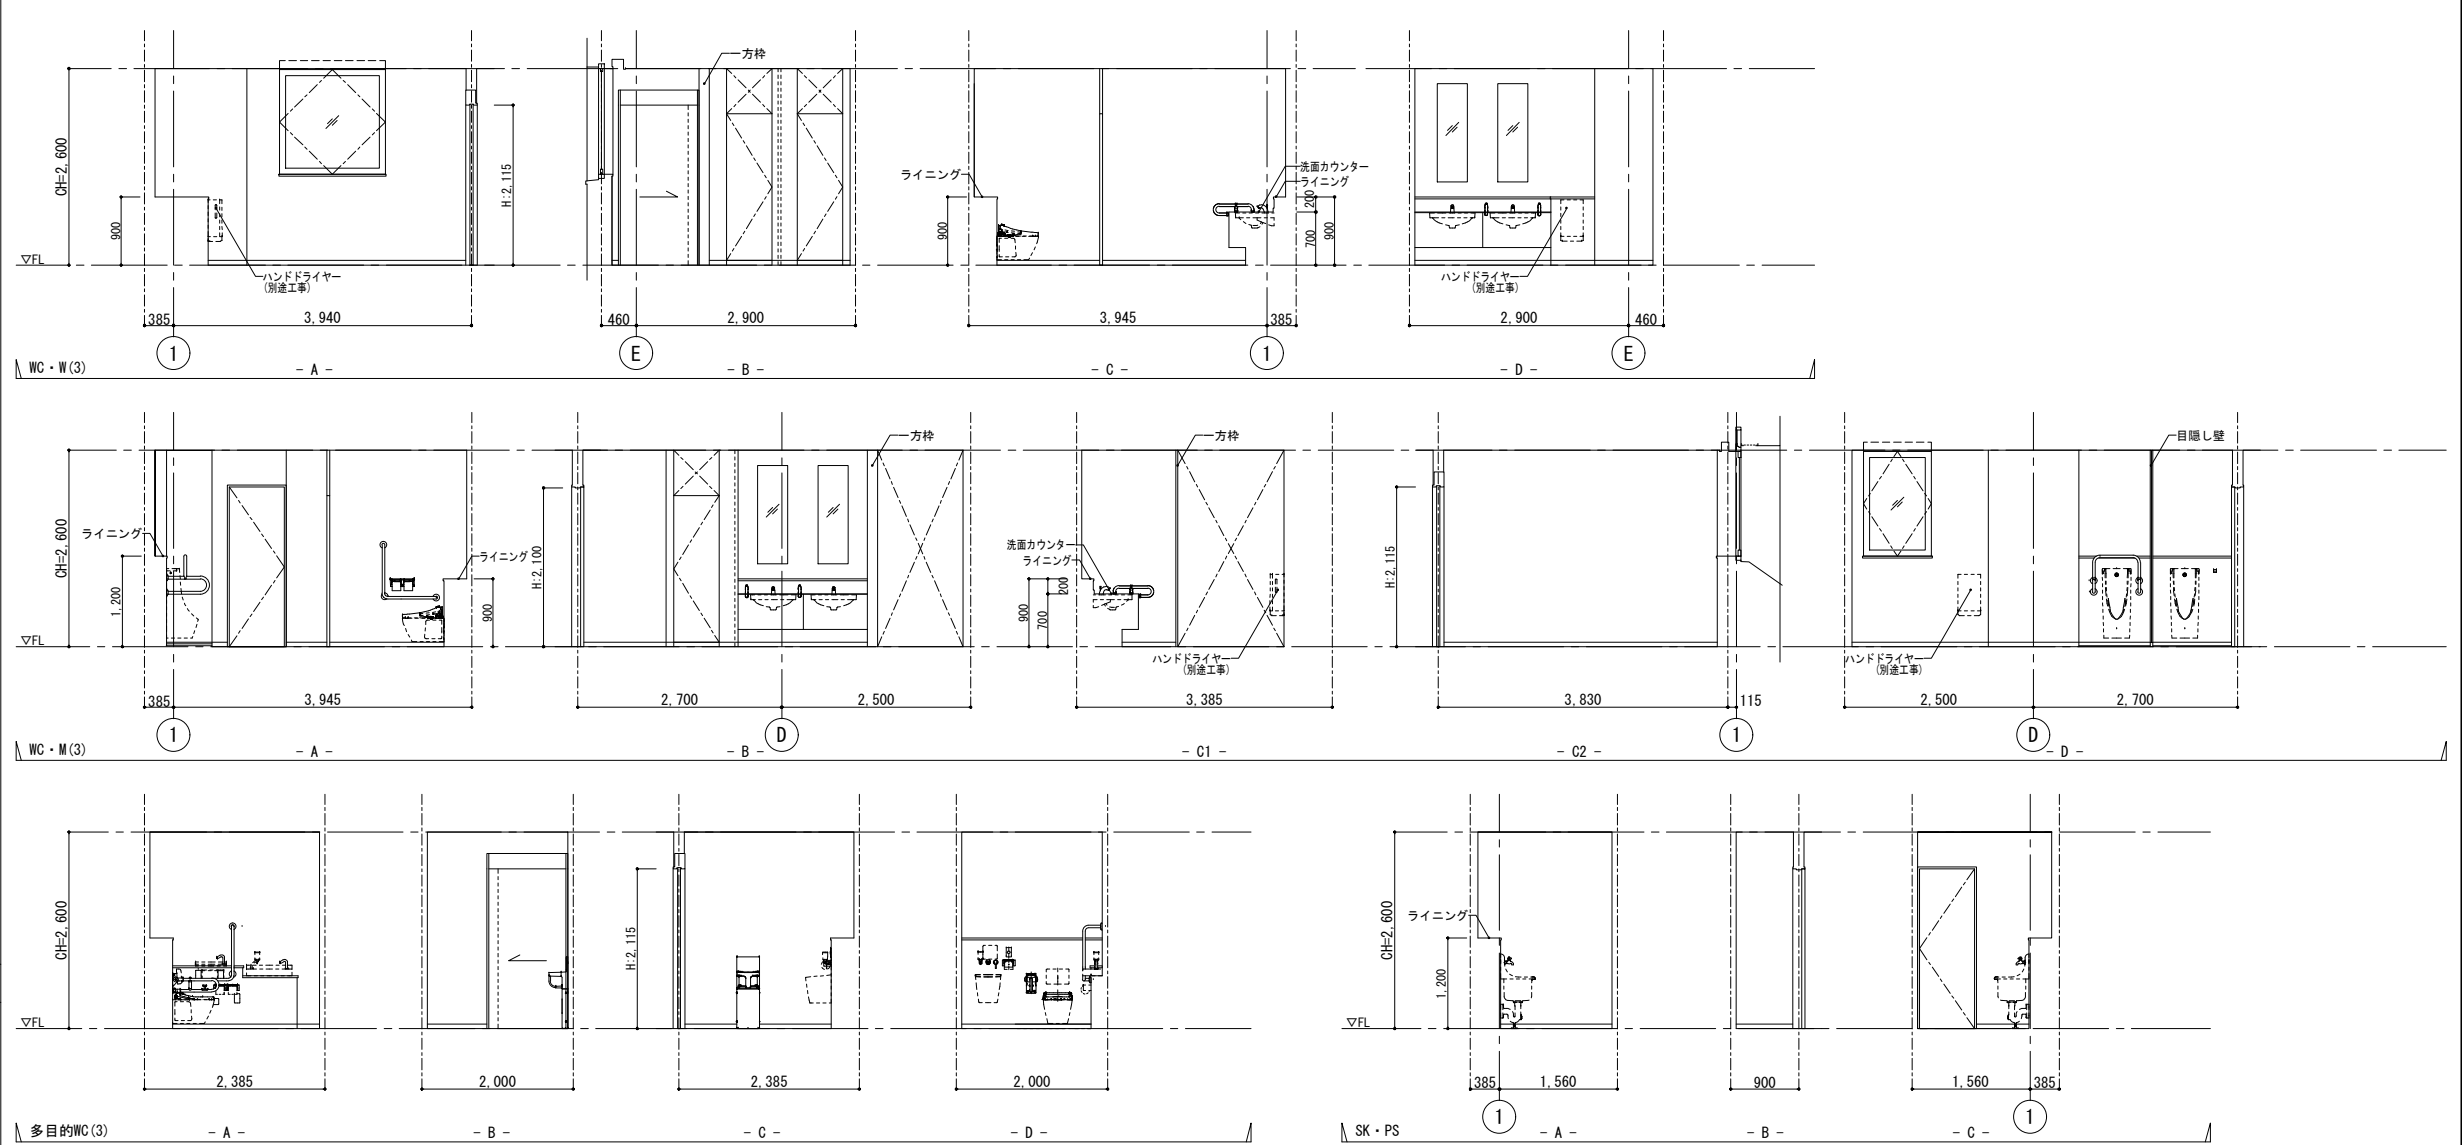 一方枠
CH=2,600
H:2,115
900
ライニング
洗面カウンター
ライニング
200
900
700
900
▽FL
ハンドドライヤー
(別途工事)
ハンドドライヤー
(別途工事)
385
3,940
460
2,900
3,945
385
2,900
460
1
E
1
E
WC・W(3)
- A -
- B -
- C -
- D -
一方枠
一方枠
目隠し壁
CH=2,600
ライニング
1,200
ライニング
900
H:2,100
洗面カウンター
ライニング
200
900
700
H:2,115
▽FL
ハンドドライヤー
(別途工事)
ハンドドライヤー
(別途工事)
385
3,945
2,700
2,500
3,385
3,830
115
2,500
2,700
1
D
1
D
WC・M(3)
- A -
- B -
- C1 -
- C2 -
- D -
CH=2,600
H:2,115
▽FL
2,385
2,000
2,385
2,000
多目的WC(3)
- A -
- B -
- C -
- D -
CH=2,600
ライニング
1,200
▽FL
385
1,560
900
1,560
385
1
1
SK・PS
- A -
- B -
- C -